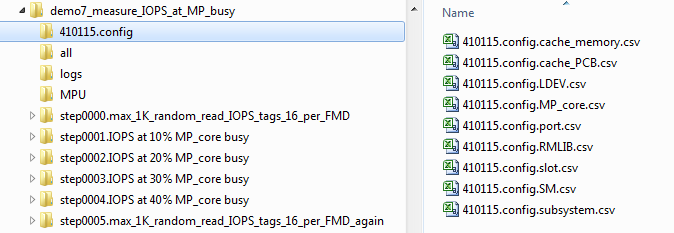 demo7_measure_IOPS_at_MP_busy
410115.config
all
logs
MPU
step0000.max_1K_random_read_IOPS_tags_16_per_FMD
step0001.IOPS at 10% MP_core busy
step0002.IOPS at 20% MP_core busy
step0003.IOPS at 30% MP_core busy
step0004.IOPS at 40% MP_core busy
step0005.max_1K_random_read_IOPS_tags_16_per_FMD_again
Name
410115.config.cache_memory.csv
410115.config.cache_PCB.csv
410115.config.LDEV.csv
410115.config.MP_core.csv
410115.config.port.csv
410115.config.RMLIB.csv
410115.config.slot.csv
410115.config.SM.csv
410115.config.subsystem.csv